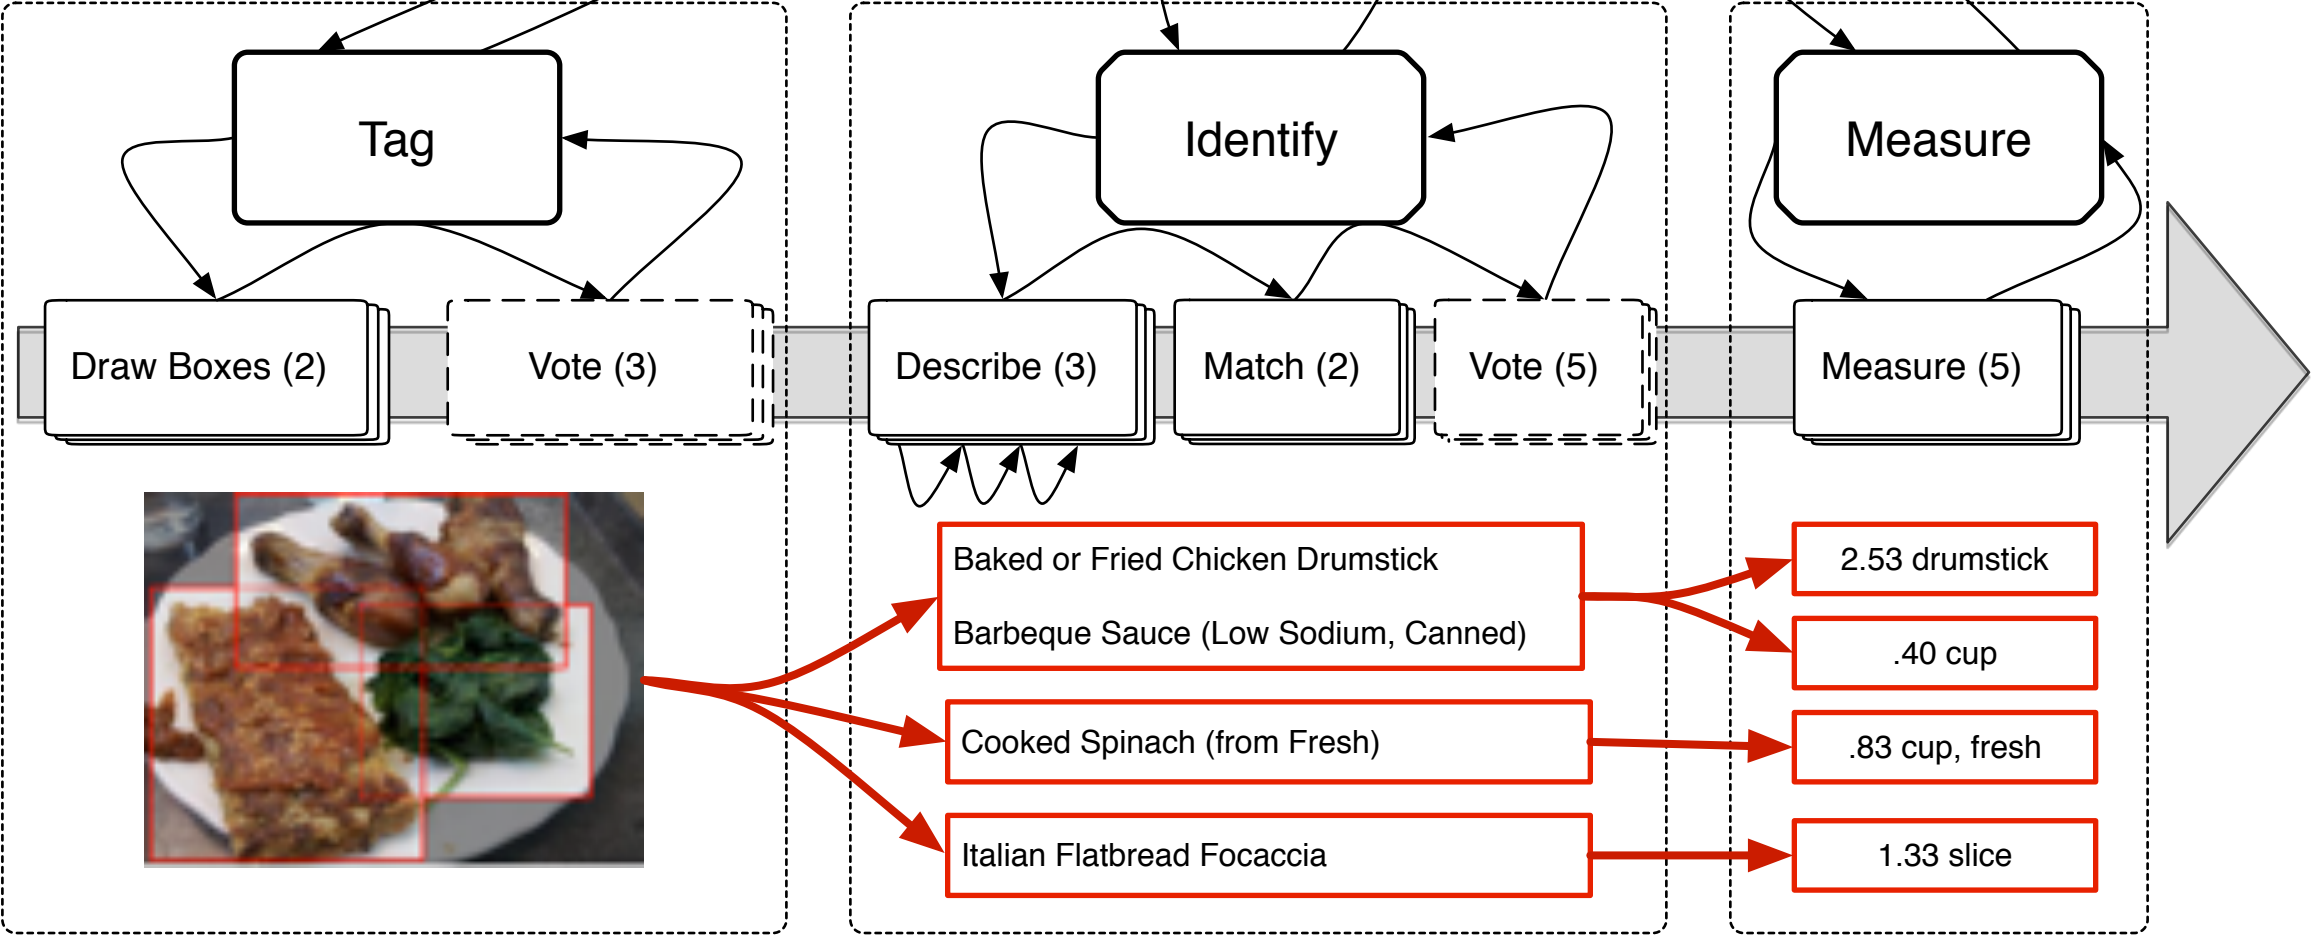 Tag
Identify
Measure
Draw Boxes (2)
Vote (3)
Describe (3)
Match (2)
Vote (5)
Measure (5)
Baked or Fried Chicken Drumstick
Barbeque Sauce (Low Sodium, Canned)
2.53 drumstick
.40 cup
Cooked Spinach (from Fresh)
.83 cup, fresh
Italian Flatbread Focaccia
1.33 slice